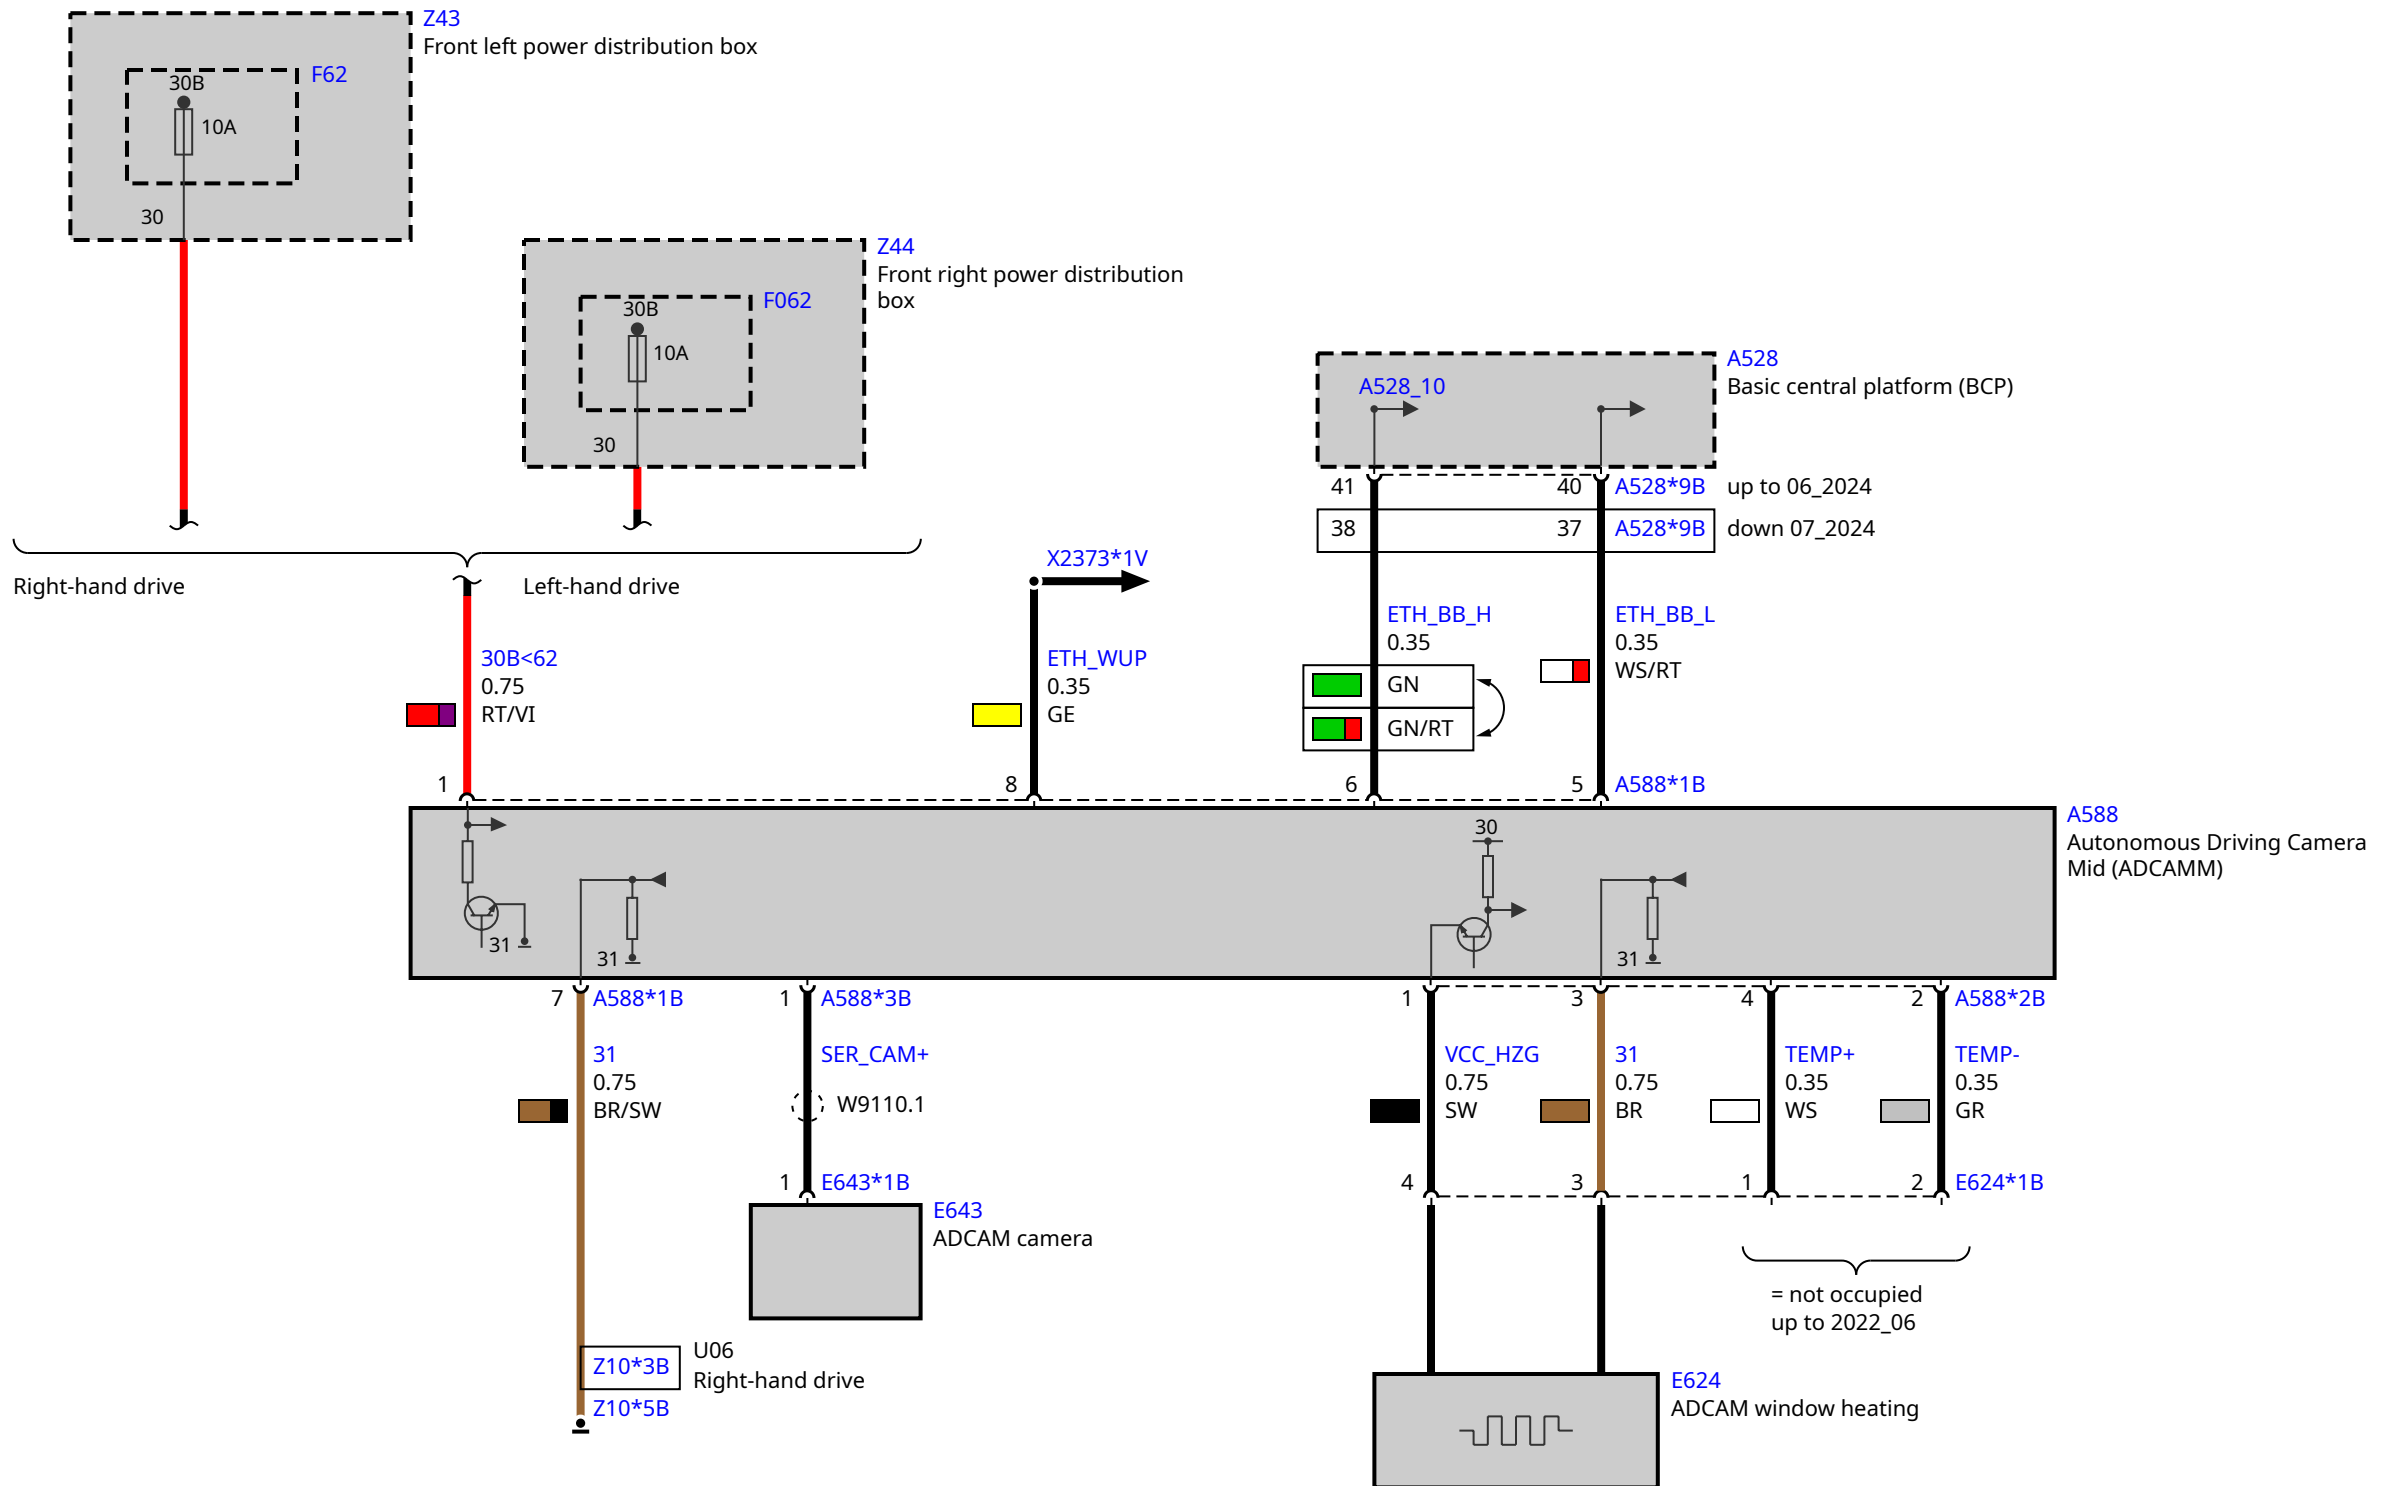 Z43
Front left power distribution box
F62
30B
10A
30
Z44
Front right power distribution
box
F062
30B
10A
30
A528
Basic central platform (BCP)
A528_10
41
40
A528*9B
up to 06_2024
38
37
A528*9B
down 07_2024
X2373*1V
Right-hand drive
Left-hand drive
30B<62
0.75
RT/VI
ETH_WUP
0.35
GE
ETH_BB_H
0.35
GN
GN/RT
ETH_BB_L
0.35
WS/RT
1
8
6
5
A588*1B
A588
Autonomous Driving Camera
Mid (ADCAMM)
31
31
30
31
7
A588*1B
1
A588*3B
1
3
4
2
A588*2B
31
0.75
BR/SW
SER_CAM+
W9110.1
VCC_HZG
0.75
SW
31
0.75
BR
TEMP+
0.35
WS
TEMP-
0.35
GR
1
E643*1B
4
3
1
2
E624*1B
E643
ADCAM camera
= not occupied
up to 2022_06
Z10*3B
U06
Right-hand drive
Z10*5B
E624
ADCAM window heating